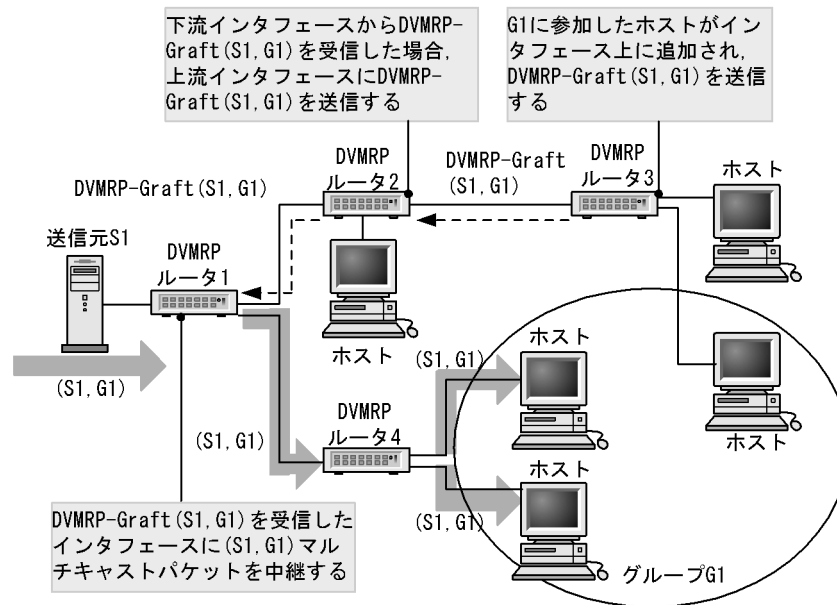 下流インタフェースからDVMRP-
Graft(S1,G1)を受信した場合,
上流インタフェースにDVMRP-
Graft(S1,G1)を送信する
G1に参加したホストがイン
タフェース上に追加され,
DVMRP-Graft(S1,G1)を送信
する
DVMRP
ルータ2
DVMRP-Graft
(S1,G1)
DVMRP
ルータ3
ホスト
DVMRP-Graft(S1,G1)
送信元S1
DVMRP
ルータ1
ホスト
ホスト
(S1,G1)
(S1,G1)
DVMRP
ルータ4
(S1,G1)
ホスト
ホスト
(S1,G1)
DVMRP-Graft(S1,G1)を受信した
インタフェースに(S1,G1)マル
チキャストパケットを中継する
グループG1